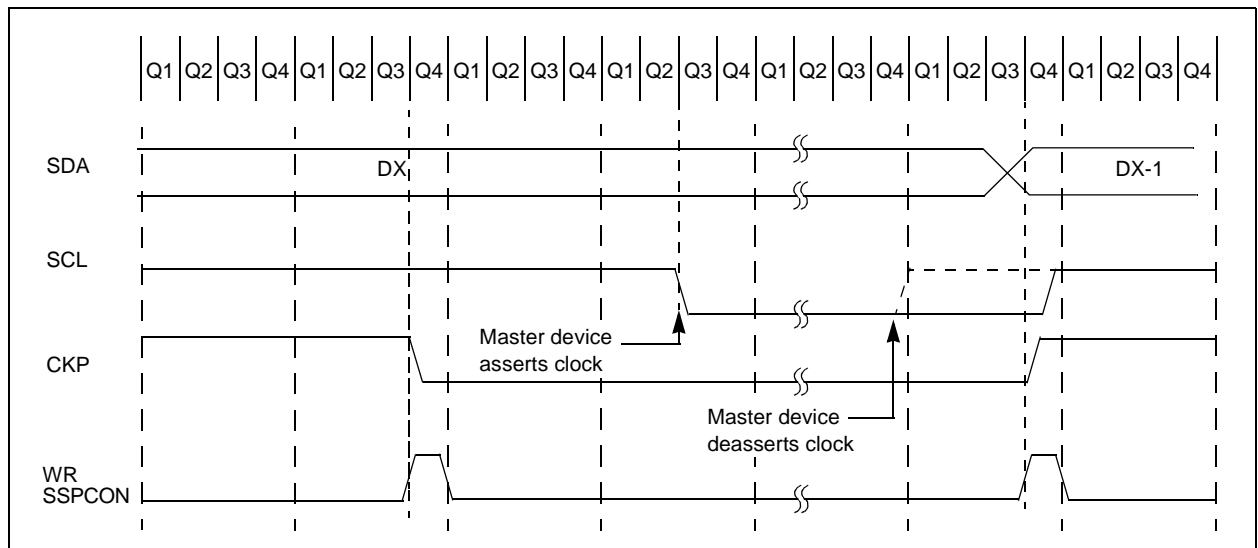 Q1 Q2 Q3 Q4 Q1 Q2 Q3 Q4 Q1 Q2 Q3 Q4 Q1 Q2 Q3 Q4 Q1 Q2 Q3 Q4 Q1 Q2 Q3 Q4 Q1 Q2 Q3 Q4
SDA
DX
DX-1
SCL
Master device
asserts clock
CKP
Master device
deasserts clock
WR
SSPCON